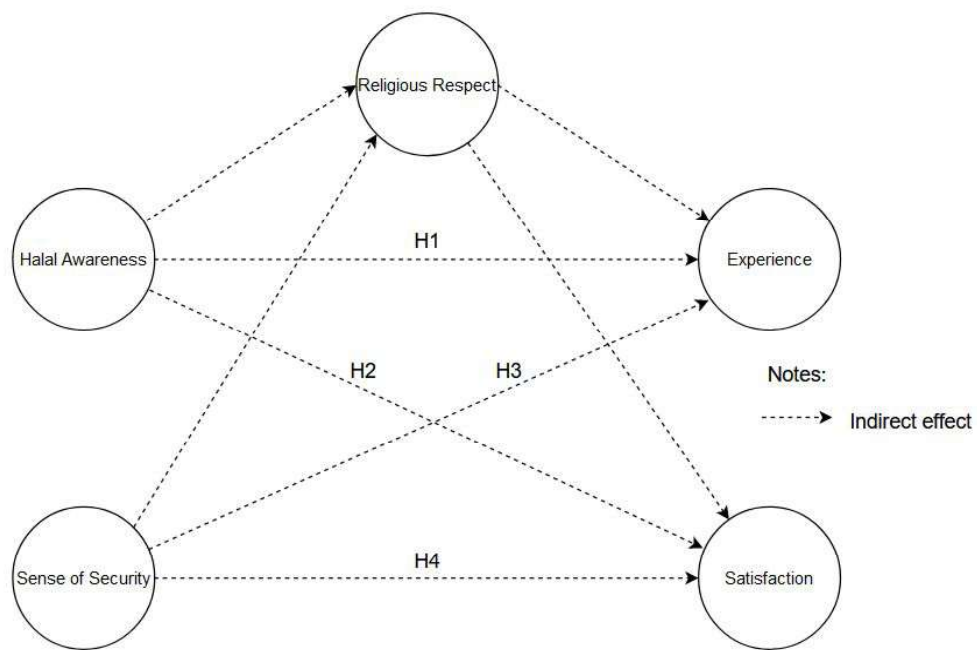 Religious Respect
H1
Halal Awareness
Experience
H2
H3
Notes:
Indirect effect
H4
Sense of Security
Satisfaction